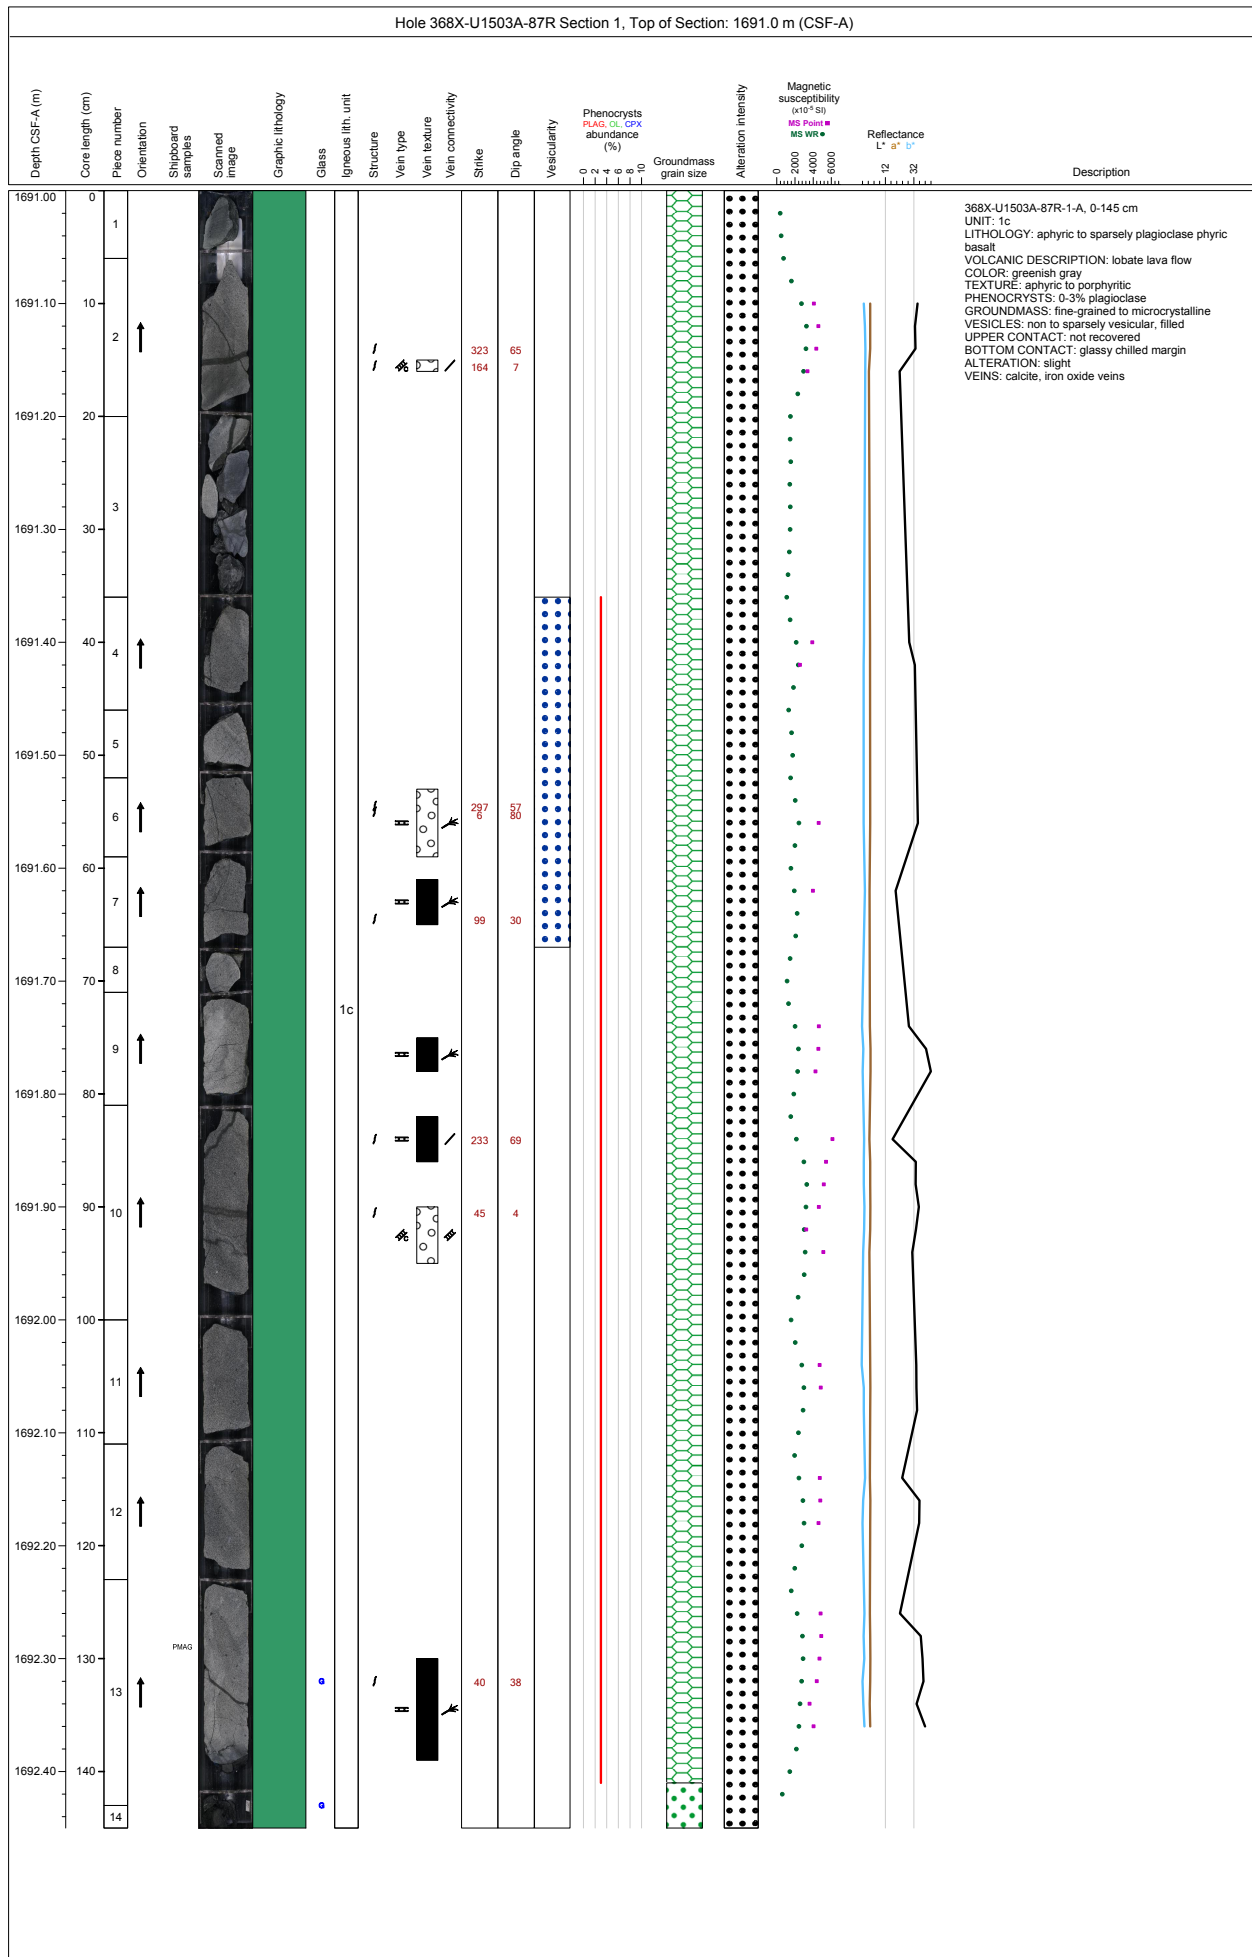 Hole 368X-U1503A-87R Section 1, Top of Section: 1691.0 m (CSF-A)
Depth CSF-A (m)
Core length (cm)
Piece number
Orientation
Shipboard
samples
Scanned
image
Graphic lithology
Glass
Igneous lith. unit
Structure
Vein type
Vein texture
Vein connectivity
Strike
Dip angle
Vesicularity
Phenocrysts
PLAG, OL, CPX
abundance
(%)
0 2 4 6 8 10
Groundmass
grain size
Alteration intensity
Magnetic
susceptibility
(x10-5 SI)
MS Point
MS WR
0 2000 4000 6000
Reflectance
L* a* b*
12 32
Description
368X-U1503A-87R-1-A, 0-145 cm
UNIT: 1c
LITHOLOGY: aphyric to sparsely plagioclase phyric
basalt
VOLCANIC DESCRIPTION: lobate lava flow
COLOR: greenish gray
TEXTURE: aphyric to porphyritic
PHENOCRYSTS: 0-3% plagioclase
GROUNDMASS: fine-grained to microcrystalline
VESICLES: non to sparsely vesicular, filled
UPPER CONTACT: not recovered
BOTTOM CONTACT: glassy chilled margin
ALTERATION: slight
VEINS: calcite, iron oxide veins
1691.00 0
1
1691.10 10
2
323 65
164 7
1691.20 20
3
1691.30 30
1691.40 40
4
5
1691.50 50
297 57
6 6 80
1691.60 60
7
99 30
8
1691.70 70
1c
9
1691.80 80
233 69
1691.90 90
10 45 4
1692.00 100
11
1692.10 110
12
1692.20 120
PMAG
1692.30 130
G 40 38
13
1692.40 140
G
14